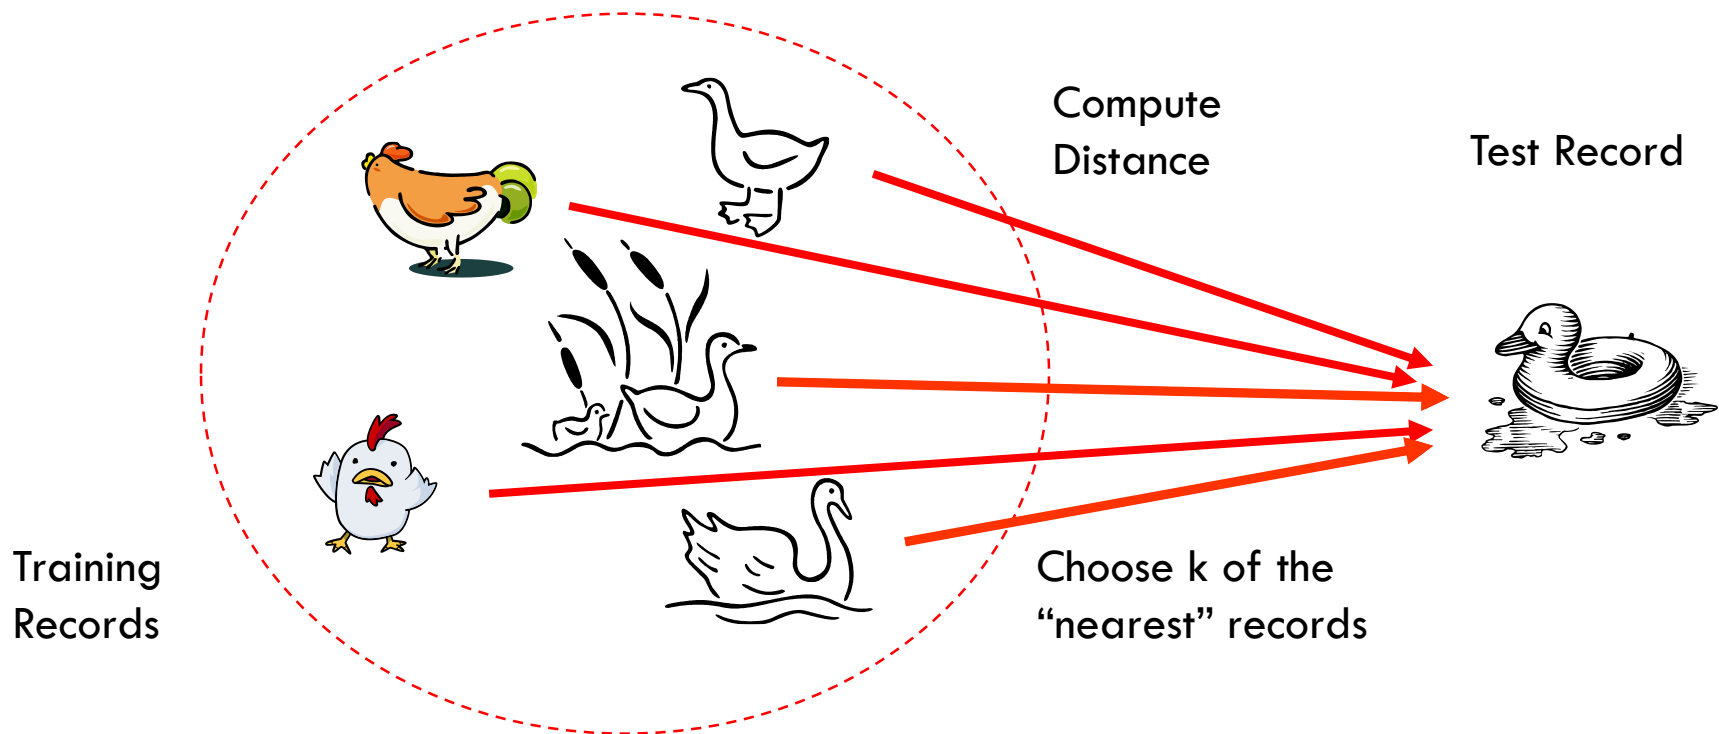 Compute
Distance
Test Record
Training
Records
Choose k of the
“nearest” records